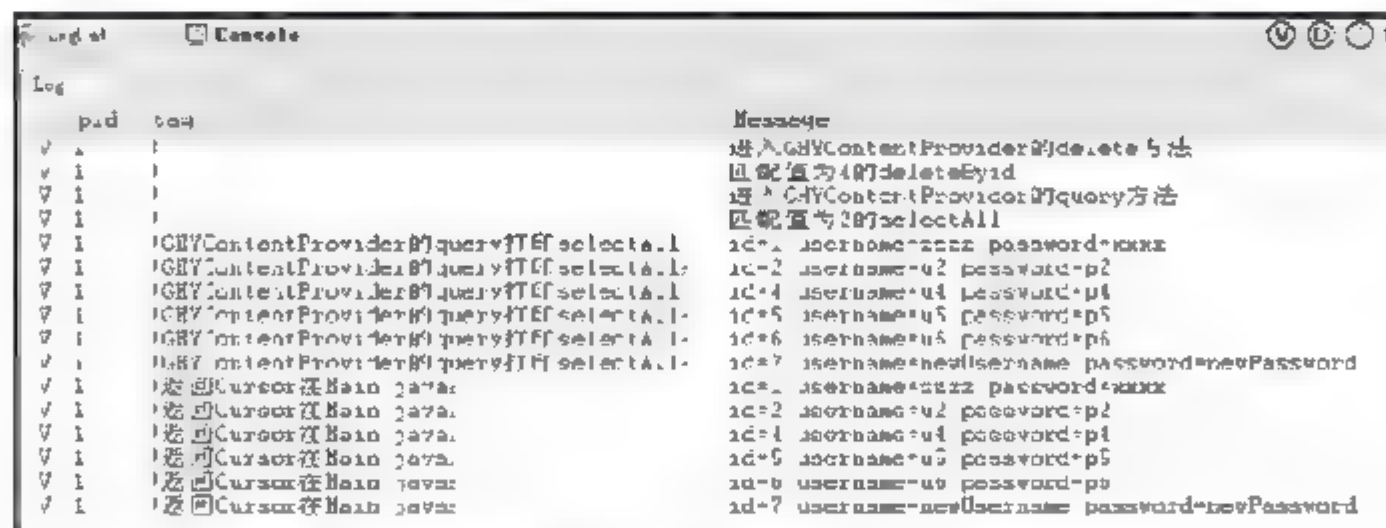 Console
Log
pid tag Message
V 1 ! 进入GHYContentProvider的delete方法
V 1 ! 匹配值为4的deleteByid
V 1 ! 进入GHYContentProvider的query方法
V 1 ! 匹配值为2的selectAll
V 1 !GHYContentProvider的query打印selectAll id=1 username=zzzz password=xxxx
V 1 !GHYContentProvider的query打印selectAll id=2 username=u2 password=p2
V 1 !GHYContentProvider的query打印selectAll id=4 username=u4 password=p4
V 1 !GHYContentProvider的query打印selectAll id=5 username=u5 password=p5
V 1 !GHYContentProvider的query打印selectAll id=6 username=u6 password=p6
V 1 !GHYContentProvider的query打印selectAll id=7 username=newUsername password=newPassword
V 1 !返回Cursor在Main java id=1 username=zzzz password=xxxx
V 1 !返回Cursor在Main java id=2 username=u2 password=p2
V 1 !返回Cursor在Main java id=4 username=u4 password=p4
V 1 !返回Cursor在Main java id=5 username=u5 password=p5
V 1 !返回Cursor在Main java id=6 username=u6 password=p6
V 1 !返回Cursor在Main java id=7 username=newUsername password=newPassword